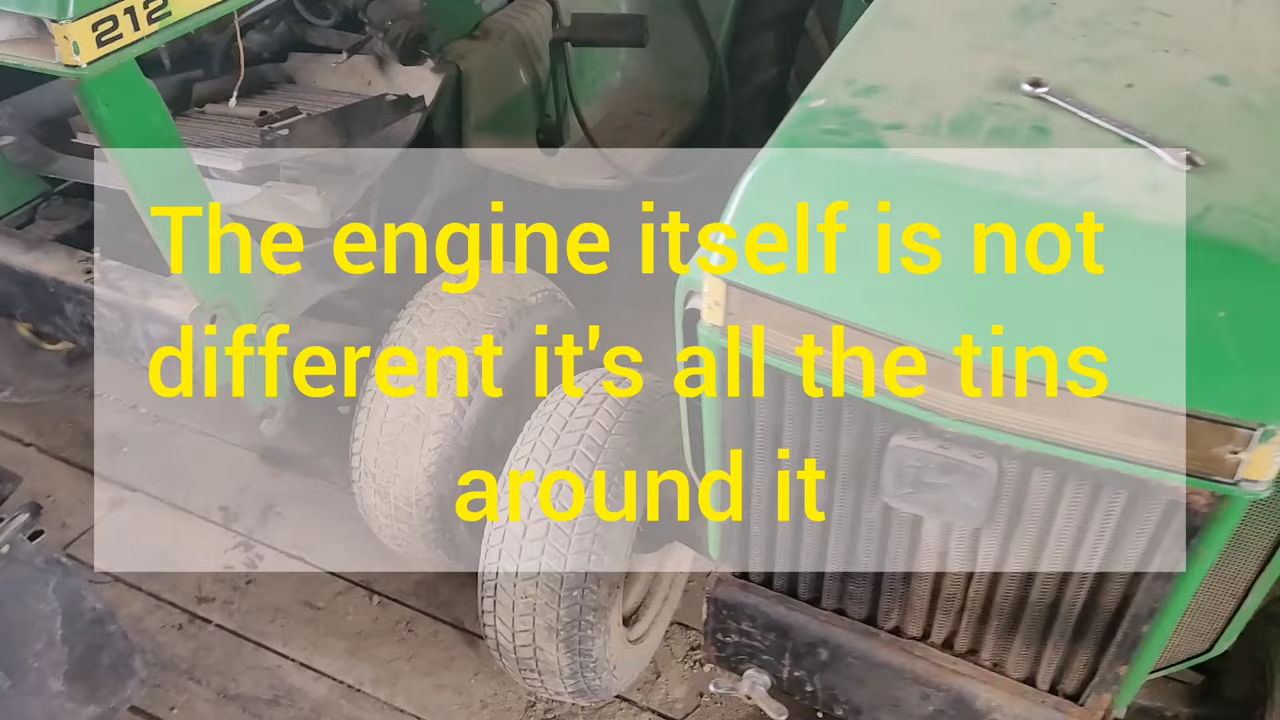 212
The engine itself is not
different it's all the tins
around it